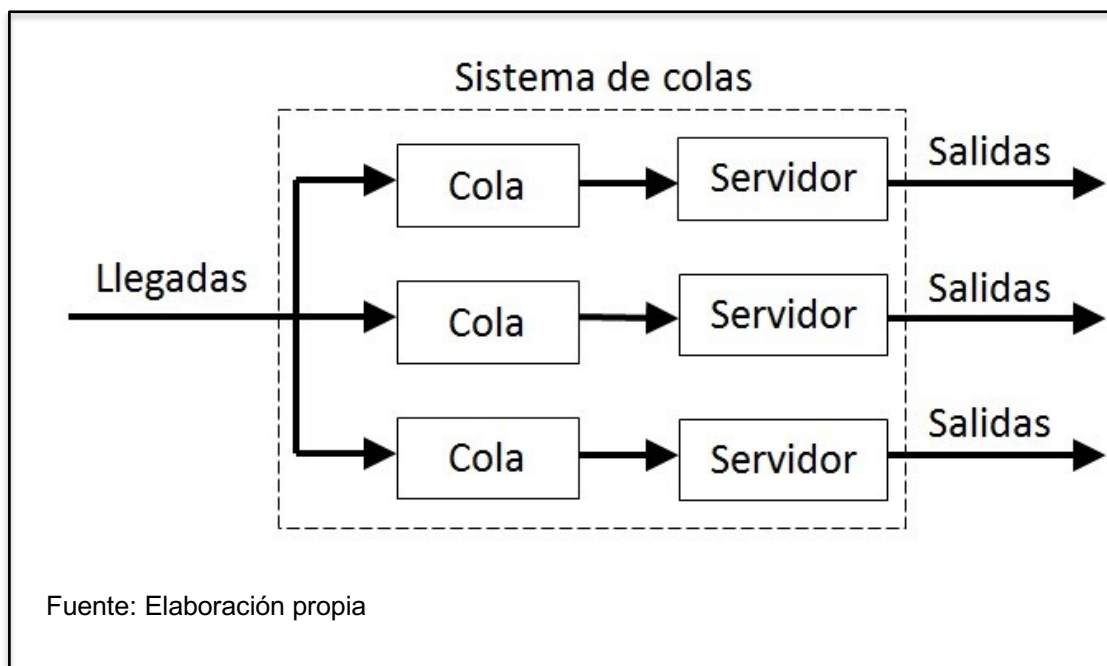 Sistema de colas
Cola
Servidor
Salidas
Llegadas
Cola
Servidor
Salidas
Cola
Servidor
Salidas
Fuente: Elaboración propia